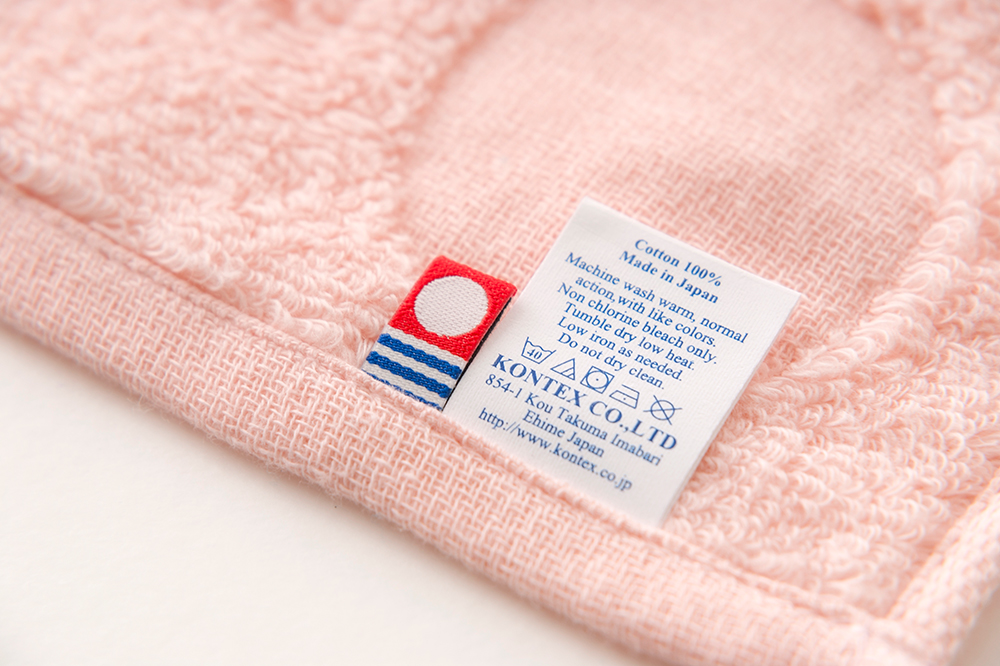 Cotton 100%
Made in Japan
Machine wash warm, normal
action, with like colors.
Non chlorine bleach only.
Tumble dry low heat.
Low iron as needed.
Do not dry clean.
40
KONTEX CO.,LTD
854-1 Kou Takuma Imabari
Ehime Japan
http://www.kontex.co.jp